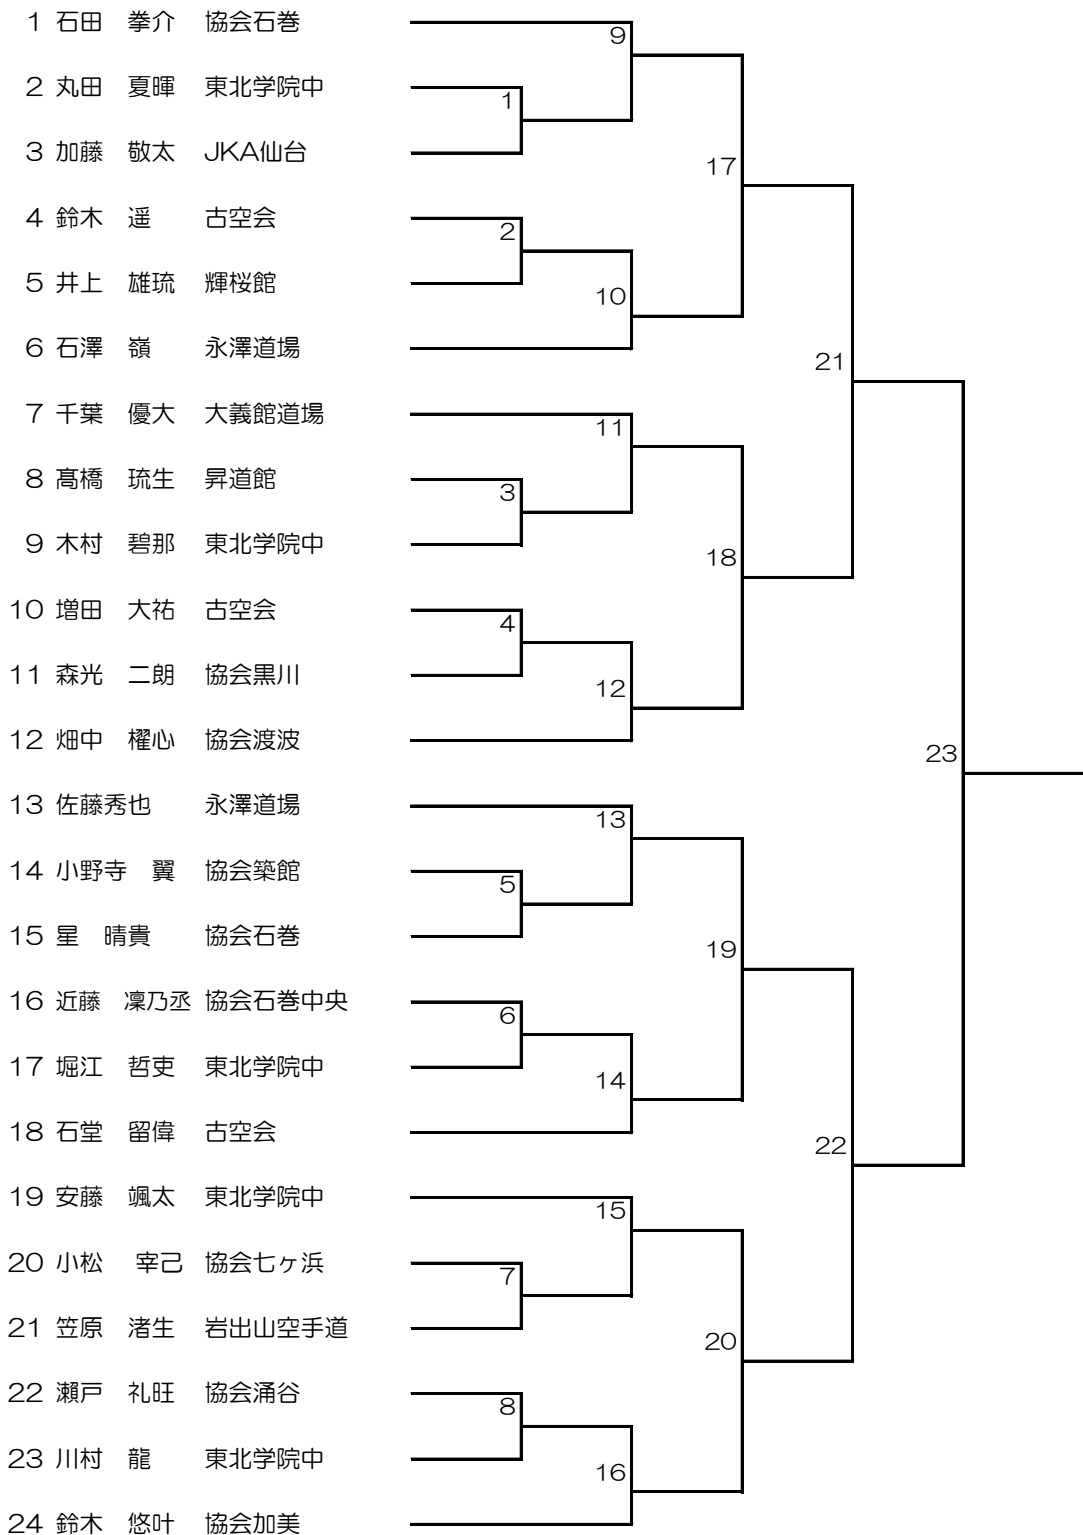 1 石田 拳介 協会石巻
9
2 丸田 夏暉 東北学院中
1
3 加藤 敬太 JKA仙台
17
4 鈴木 遥 古空会
2
5 井上 雄琉 輝桜館
10
6 石澤 嶺 永澤道場
21
7 千葉 優大 大義館道場
11
8 髙橋 琉生 昇道館
3
9 木村 碧那 東北学院中
18
10 増田 大祐 古空会
4
11 森光 二朗 協会黒川
12
12 畑中 櫂心 協会渡波
23
13 佐藤秀也 永澤道場
13
14 小野寺 翼 協会築館
5
15 星 晴貴 協会石巻
19
16 近藤 凜乃丞 協会石巻中央
6
17 堀江 哲吏 東北学院中
14
18 石堂 留偉 古空会
22
19 安藤 颯太 東北学院中
15
20 小松 宰己 協会七ヶ浜
7
21 笠原 渚生 岩出山空手道
20
22 瀬戸 礼旺 協会涌谷
8
23 川村 龍 東北学院中
16
24 鈴木 悠叶 協会加美